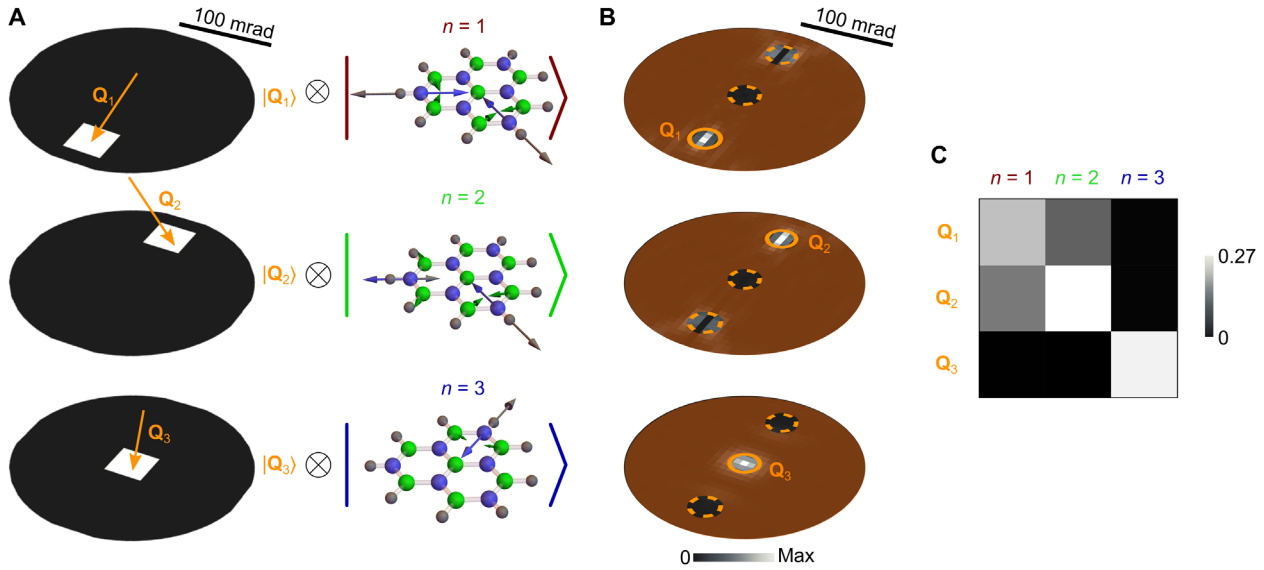 A
100 mrad
Q1
|Q1⟩ ⊗
n = 1
Q2
|Q2⟩ ⊗
n = 2
Q3
|Q3⟩ ⊗
n = 3
B
100 mrad
Q1
Q2
Q3
0 Max
C
n = 1 n = 2 n = 3
Q1
Q2
Q3
0.27
0